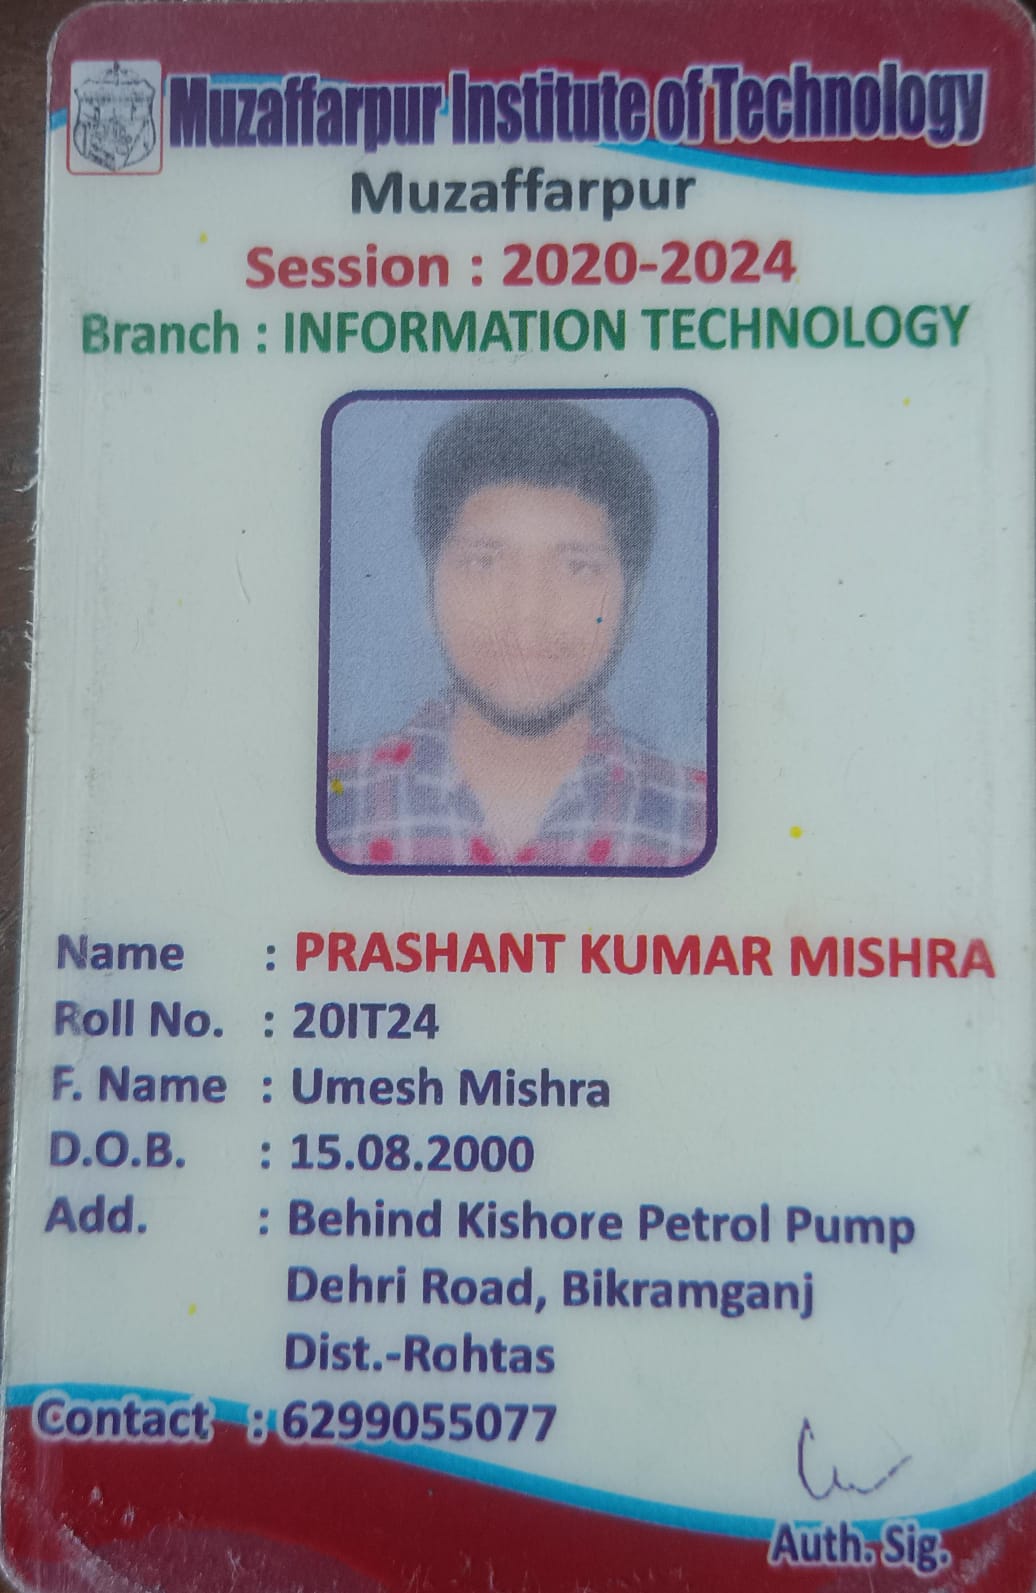 Muzaffarpur Institute of Technology
Muzaffarpur
Session : 2020-2024
Branch : INFORMATION TECHNOLOGY
Name : PRASHANT KUMAR MISHRA
Roll No. : 20IT24
F. Name : Umesh Mishra
D.O.B. : 15.08.2000
Add. : Behind Kishore Petrol Pump
Dehri Road, Bikramganj
Dist.-Rohtas
Contact : 6299055077
Auth. Sig.